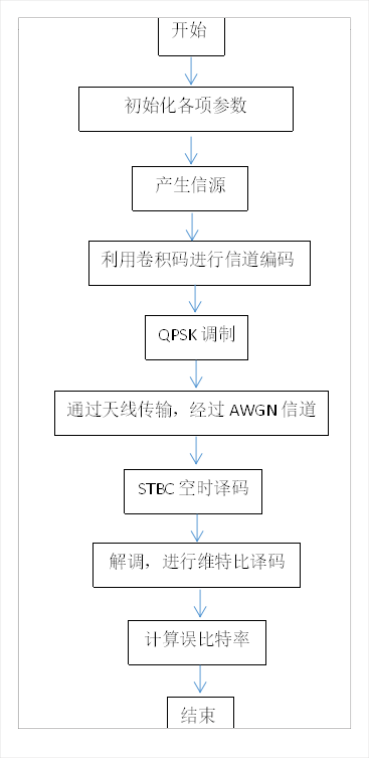 开始
初始化各项参数
产生信源
利用卷积码进行信道编码
QPSK 调制
通过天线传输，经过 AWGN 信道
STBC 空时译码
解调，进行维特比译码
计算误比特率
结束